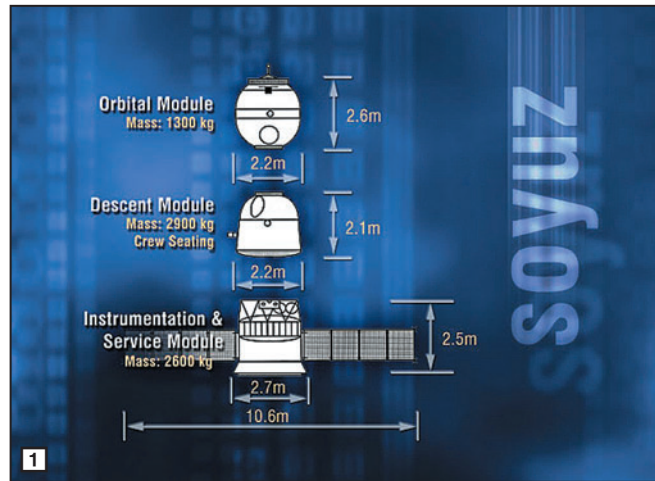 Orbital Module
Mass: 1300 kg
2.6m
2.2m
Descent Module
Mass: 2900 kg
Crew Seating
2.1m
2.2m
Instrumentation &
Service Module
Mass: 2600 kg
2.5m
2.7m
10.6m
soyuz
soyuz
1